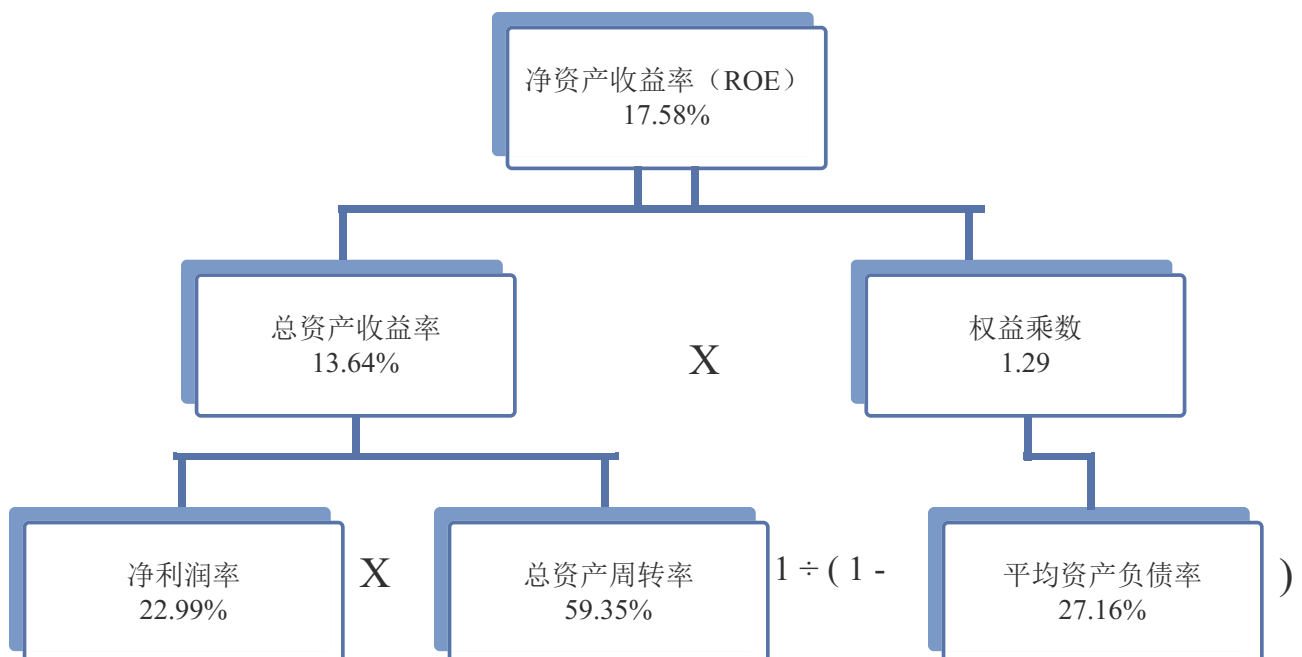 净资产收益率（ROE）
17.58%
总资产收益率
13.64%
X
权益乘数
1.29
净利润率
22.99%
X
总资产周转率
59.35%
1 ÷ ( 1 -
平均资产负债率
27.16%
)